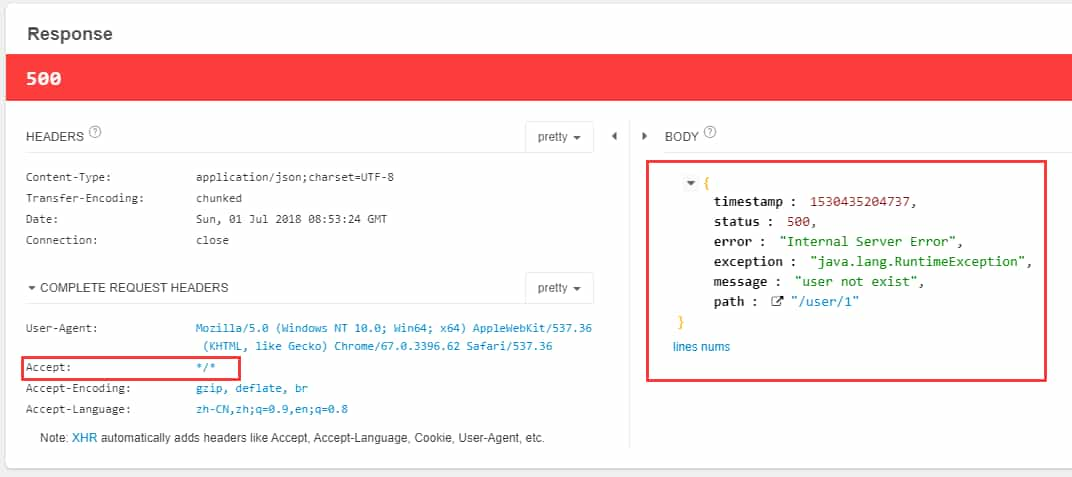 Response
500
HEADERS ?
pretty
Content-Type: application/json;charset=UTF-8
Transfer-Encoding: chunked
Date: Sun, 01 Jul 2018 08:53:24 GMT
Connection: close
COMPLETE REQUEST HEADERS
pretty
User-Agent: Mozilla/5.0 (Windows NT 10.0; Win64; x64) AppleWebKit/537.36
(KHTML, like Gecko) Chrome/67.0.3396.62 Safari/537.36
Accept: */*
Accept-Encoding: gzip, deflate, br
Accept-Language: zh-CN,zh;q=0.9,en;q=0.8
Note: XHR automatically adds headers like Accept, Accept-Language, Cookie, User-Agent, etc.
BODY ?
{
timestamp : 1530435204737,
status : 500,
error : "Internal Server Error",
exception : "java.lang.RuntimeException",
message : "user not exist",
path : "/user/1"
}
lines nums